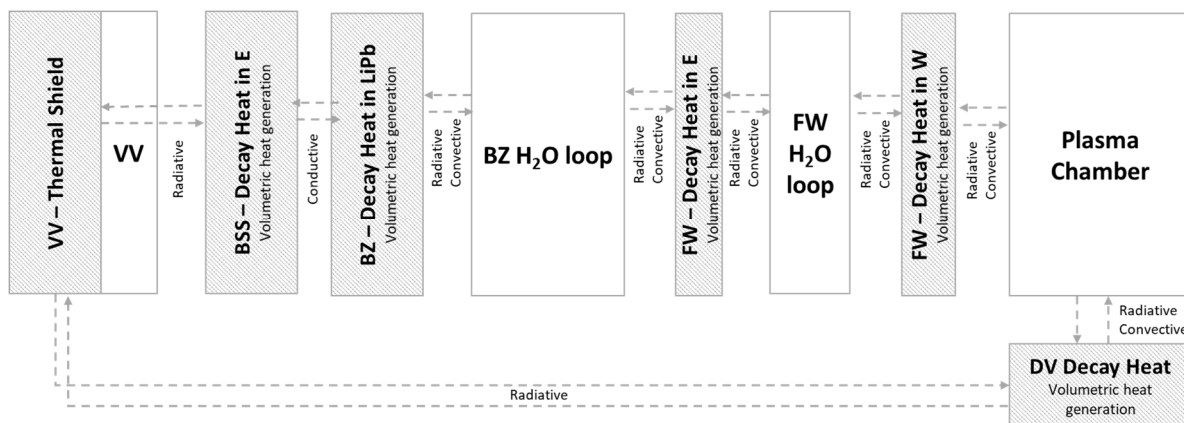 VV – Thermal Shield
VV
Radiative
BSS – Decay Heat in E
Volumetric heat generation
Conductive
BZ – Decay Heat in LiPb
Volumetric heat generation
Radiative
Convective
BZ H₂O loop
Radiative
Convective
FW – Decay Heat in E
Volumetric heat generation
Radiative
Convective
FW
H₂O
loop
Radiative
Convective
FW – Decay Heat in W
Volumetric heat generation
Radiative
Convective
Plasma
Chamber
Radiative
Convective
DV Decay Heat
Volumetric heat
generation
Radiative